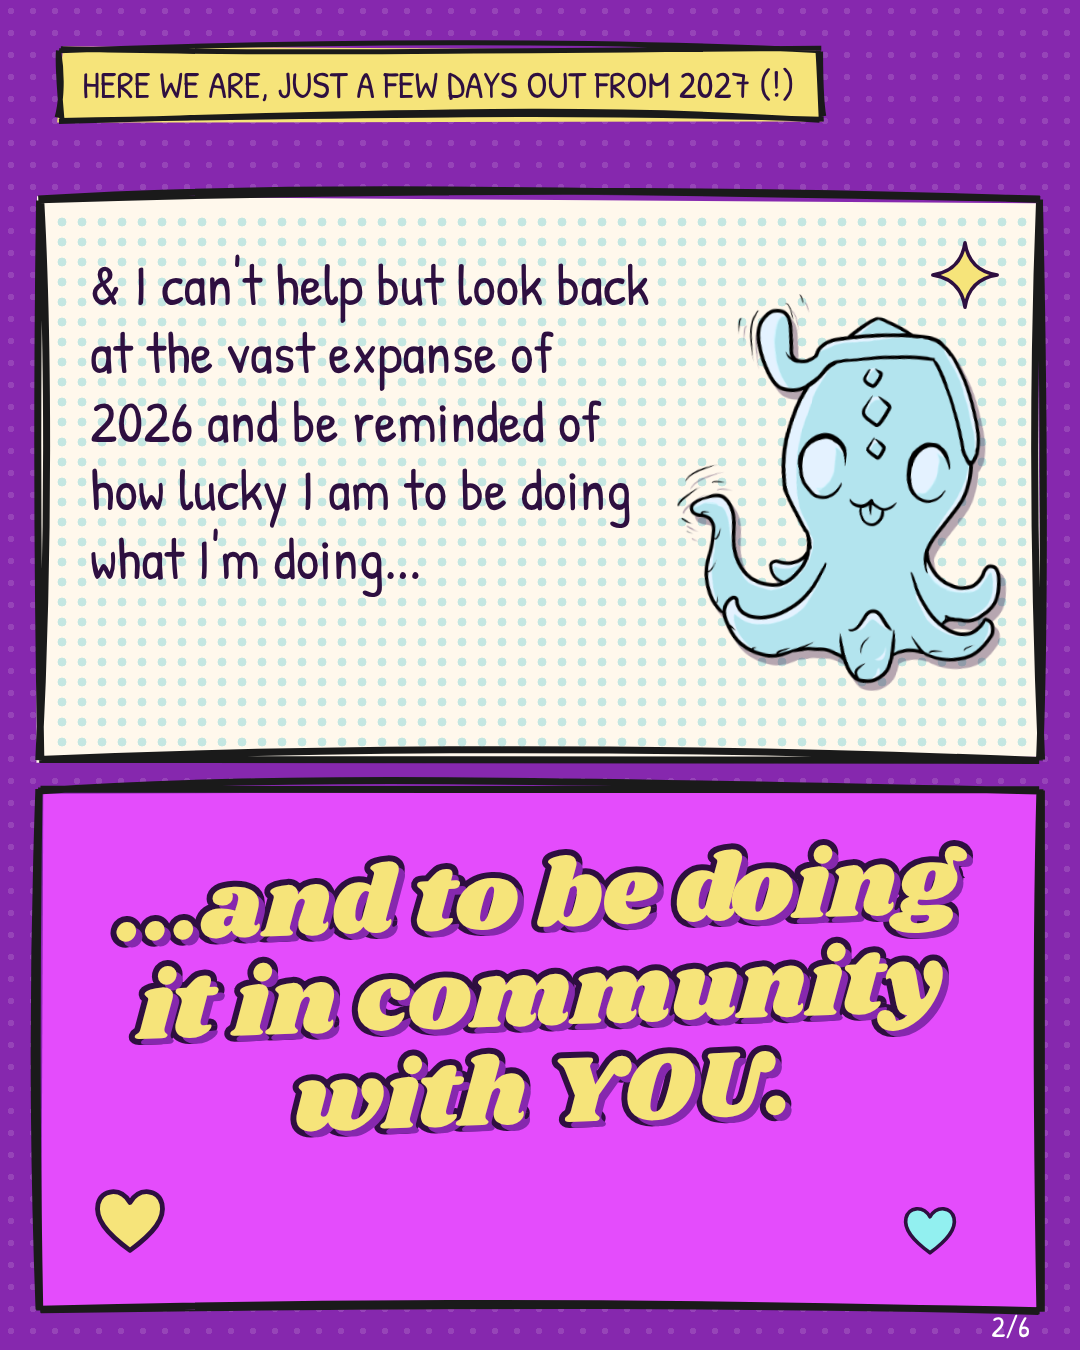 HERE WE ARE, JUST A FEW DAYS OUT FROM 2027 (!)
& I can't help but look back
at the vast expanse of
2026 and be reminded of
how lucky I am to be doing
what I'm doing...
...and to be doing
it in community
with YOU.
2/6